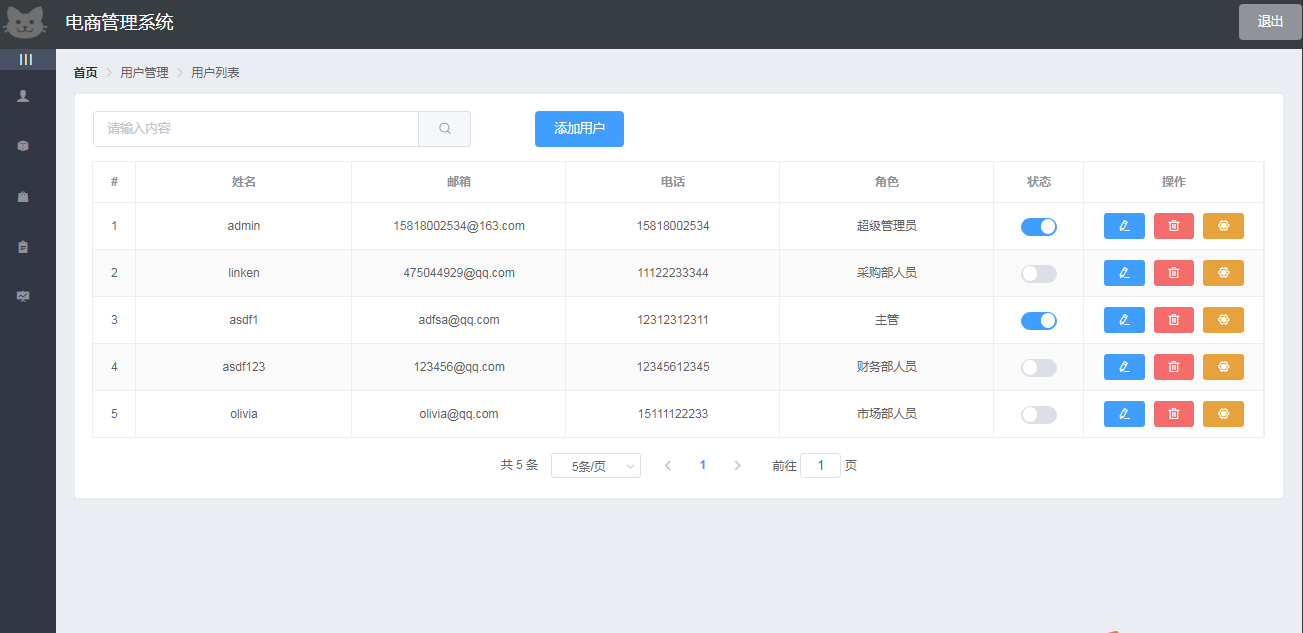 电商管理系统
退出
首页 > 用户管理 > 用户列表
请输入内容
添加用户
# 姓名 邮箱 电话 角色 状态 操作
1 admin 15818002534@163.com 15818002534 超级管理员
2 linken 475044929@qq.com 11122233344 采购部人员
3 asdf1 adfsa@qq.com 12312312311 主管
4 asdf123 123456@qq.com 12345612345 财务部人员
5 olivia olivia@qq.com 15111122233 市场部人员
共 5 条 5条/页 < 1 > 前往 1 页